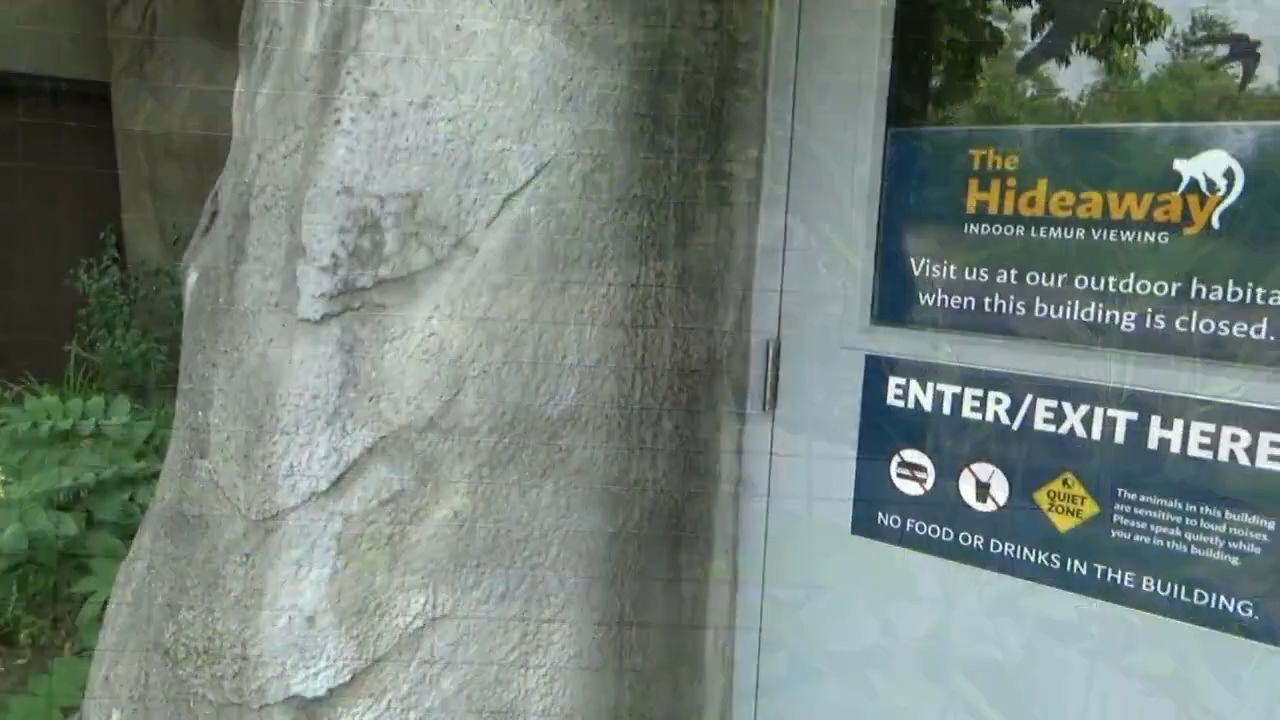 The
Hideaway
INDOOR LEMUR VIEWING
Visit us at our outdoor habita
when this building is closed.
ENTER/EXIT HERE
QUIET
ZONE
The animals in this building
are sensitive to loud noises.
Please speak quietly while
you are in this building.
NO FOOD OR DRINKS IN THE BUILDING.